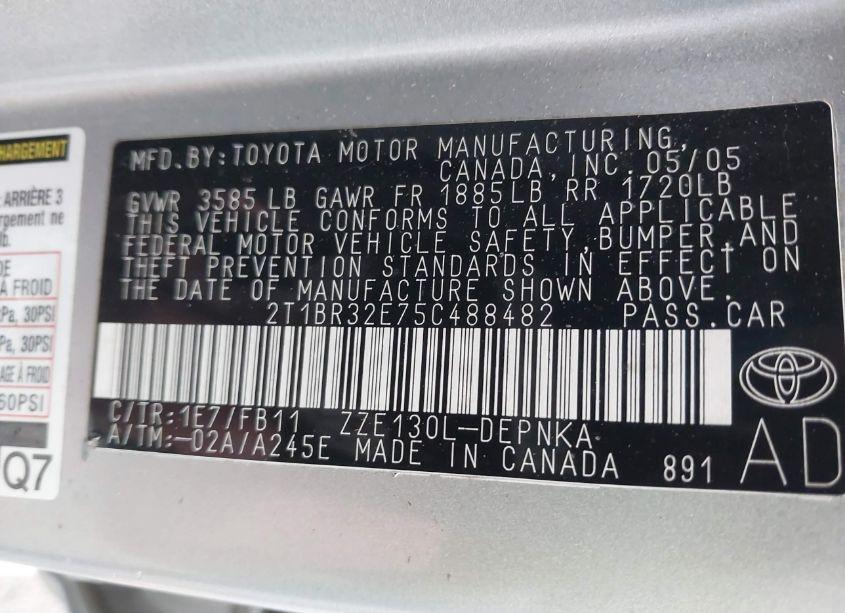 CHARGEMENT
ARRIÈRE 3
rgement ne
lb.
DE
À FROID
kPa, 30PSI
Pa, 30PSI
AGE À FROID
60PSI
Q7
MFD.BY:TOYOTA MOTOR MANUFACTURING,
CANADA,INC.05/05
GVWR 3585LB GAWR FR 1885LB RR 1720LB
THIS VEHICLE CONFORMS TO ALL APPLICABLE
FEDERAL MOTOR VEHICLE SAFETY,BUMPER,AND
THEFT PREVENTION STANDARDS IN EFFECT ON
THE DATE OF MANUFACTURE SHOWN ABOVE.
2T1BR32E75C488482 PASS.CAR
C/TR:1E7/FB11 ZZE130L-DEPNKA
A/TM:-02A/A245E MADE IN CANADA 891
AD